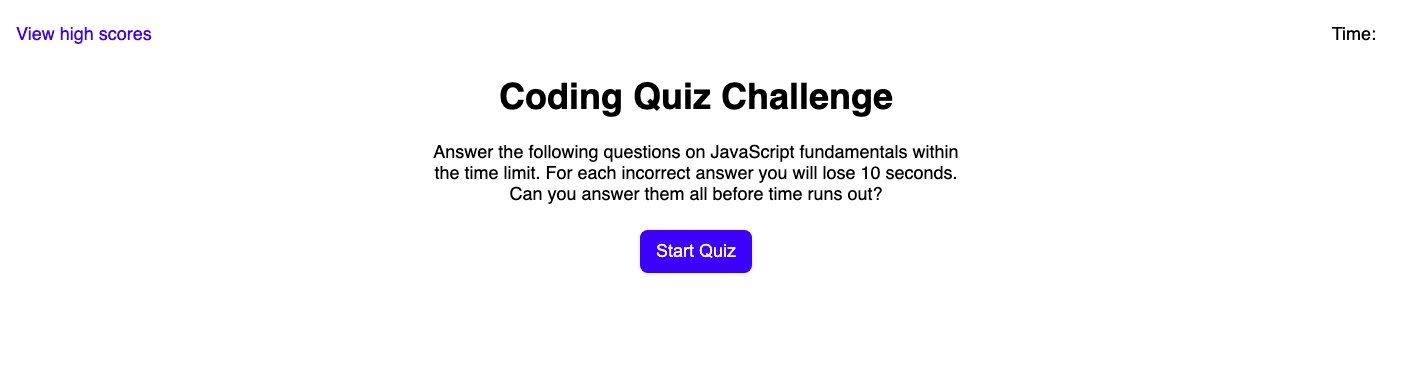 View high scores
Time:
Coding Quiz Challenge
Answer the following questions on JavaScript fundamentals within
the time limit. For each incorrect answer you will lose 10 seconds.
Can you answer them all before time runs out?
Start Quiz